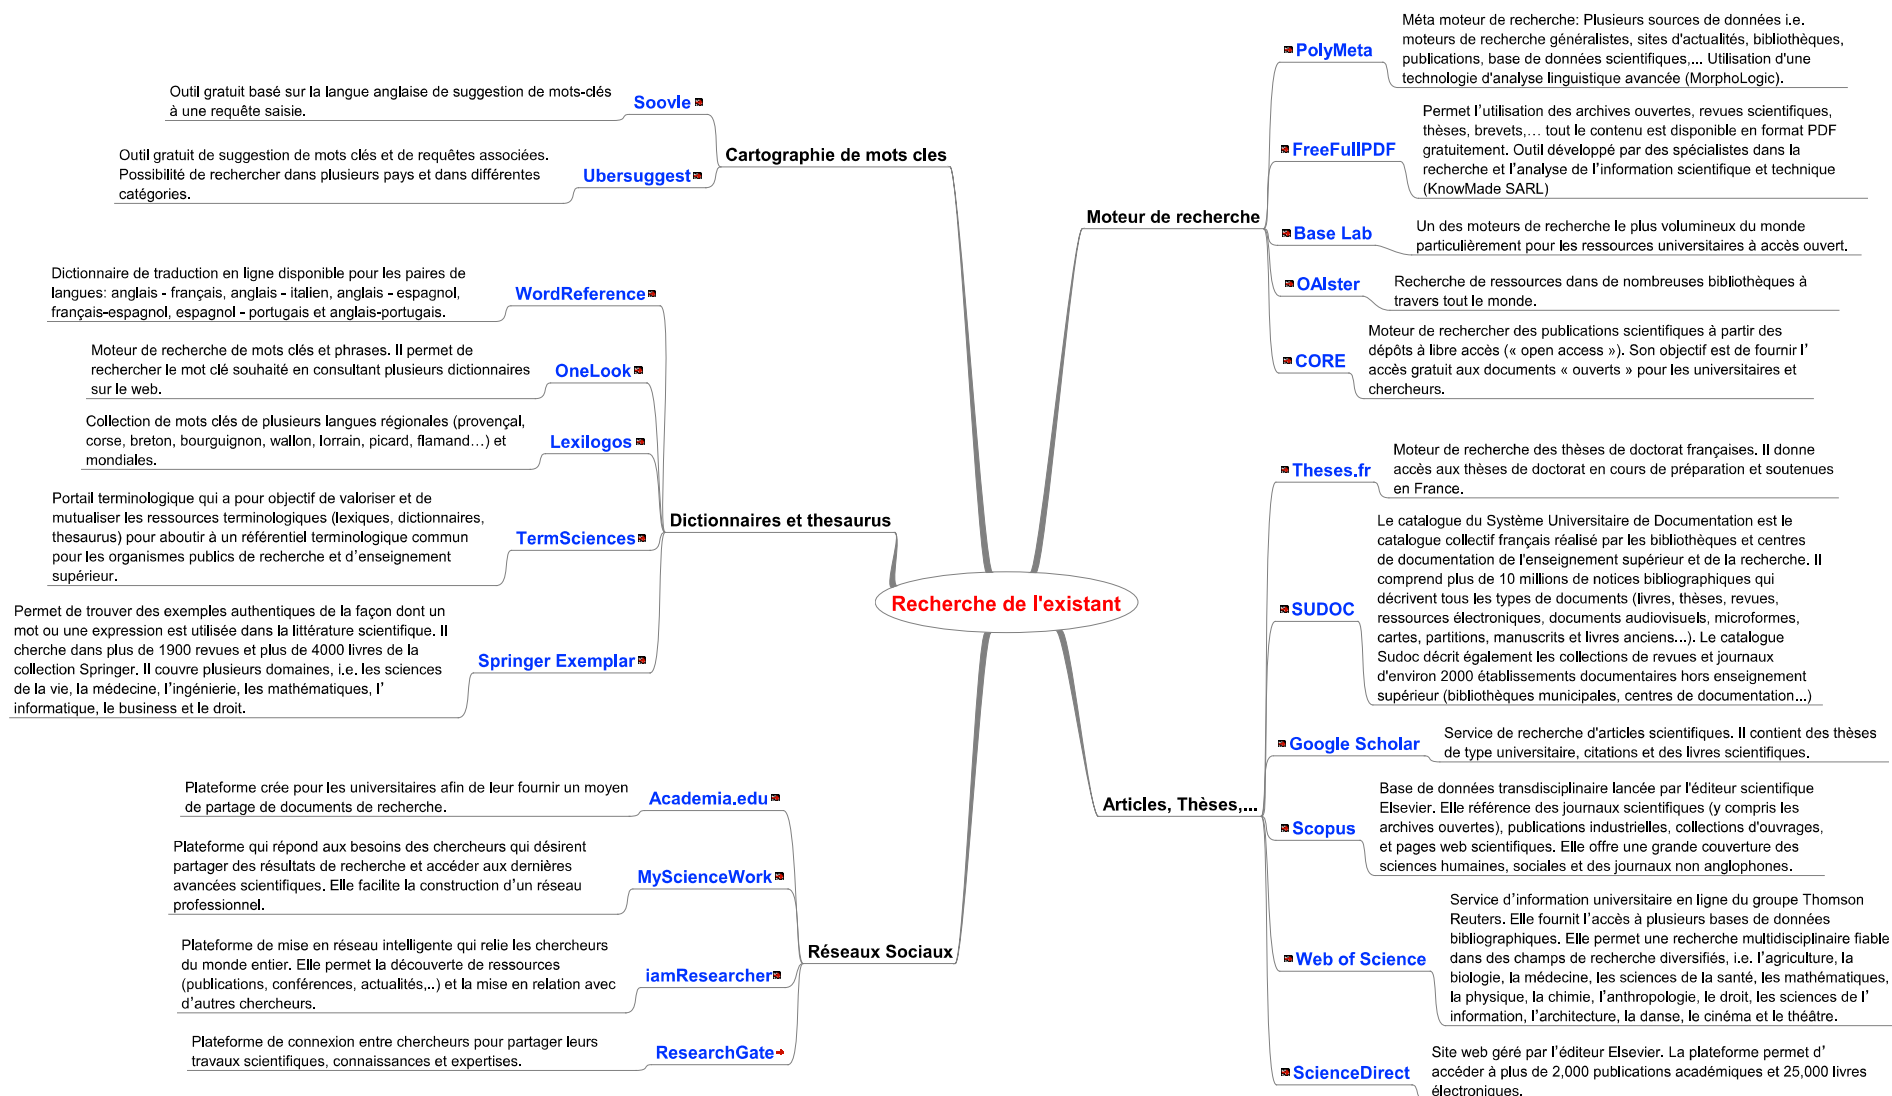 Recherche de l'existant
Cartographie de mots cles
Soovle
Outil gratuit basé sur la langue anglaise de suggestion de mots-clés
à une requête saisie.
Ubersuggest
Outil gratuit de suggestion de mots clés et de requêtes associées.
Possibilité de rechercher dans plusieurs pays et dans différentes
catégories.
Dictionnaires et thesaurus
WordReference
Dictionnaire de traduction en ligne disponible pour les paires de
langues: anglais - français, anglais - italien, anglais - espagnol,
français-espagnol, espagnol - portugais et anglais-portugais.
OneLook
Moteur de recherche de mots clés et phrases. Il permet de
rechercher le mot clé souhaité en consultant plusieurs dictionnaires
sur le web.
Lexilogos
Collection de mots clés de plusieurs langues régionales (provençal,
corse, breton, bourguignon, wallon, lorrain, picard, flamand...) et
mondiales.
TermSciences
Portail terminologique qui a pour objectif de valoriser et de
mutualiser les ressources terminologiques (lexiques, dictionnaires,
thesaurus) pour aboutir à un référentiel terminologique commun
pour les organismes publics de recherche et d'enseignement
supérieur.
Springer Exemplar
Permet de trouver des exemples authentiques de la façon dont un
mot ou une expression est utilisée dans la littérature scientifique. Il
cherche dans plus de 1900 revues et plus de 4000 livres de la
collection Springer. Il couvre plusieurs domaines, i.e. les sciences
de la vie, la médecine, l'ingénierie, les mathématiques, l'
informatique, le business et le droit.
Réseaux Sociaux
Academia.edu
Plateforme crée pour les universitaires afin de leur fournir un moyen
de partage de documents de recherche.
MyScienceWork
Plateforme qui répond aux besoins des chercheurs qui désirent
partager des résultats de recherche et accéder aux dernières
avancées scientifiques. Elle facilite la construction d'un réseau
professionnel.
iamResearcher
Plateforme de mise en réseau intelligente qui relie les chercheurs
du monde entier. Elle permet la découverte de ressources
(publications, conférences, actualités,..) et la mise en relation avec
d'autres chercheurs.
ResearchGate
Plateforme de connexion entre chercheurs pour partager leurs
travaux scientifiques, connaissances et expertises.
Moteur de recherche
PolyMeta
Méta moteur de recherche: Plusieurs sources de données i.e.
moteurs de recherche généralistes, sites d'actualités, bibliothèques,
publications, base de données scientifiques,... Utilisation d'une
technologie d'analyse linguistique avancée (MorphoLogic).
FreeFullPDF
Permet l'utilisation des archives ouvertes, revues scientifiques,
thèses, brevets,... tout le contenu est disponible en format PDF
gratuitement. Outil développé par des spécialistes dans la
recherche et l'analyse de l'information scientifique et technique
(KnowMade SARL)
Base Lab
Un des moteurs de recherche le plus volumineux du monde
particulièrement pour les ressources universitaires à accès ouvert.
OAIster
Recherche de ressources dans de nombreuses bibliothèques à
travers tout le monde.
CORE
Moteur de rechercher des publications scientifiques à partir des
dépôts à libre accès (« open access »). Son objectif est de fournir l'
accès gratuit aux documents « ouverts » pour les universitaires et
chercheurs.
Articles, Thèses,...
Theses.fr
Moteur de recherche des thèses de doctorat françaises. Il donne
accès aux thèses de doctorat en cours de préparation et soutenues
en France.
SUDOC
Le catalogue du Système Universitaire de Documentation est le
catalogue collectif français réalisé par les bibliothèques et centres
de documentation de l'enseignement supérieur et de la recherche. Il
comprend plus de 10 millions de notices bibliographiques qui
décrivent tous les types de documents (livres, thèses, revues,
ressources électroniques, documents audiovisuels, microformes,
cartes, partitions, manuscrits et livres anciens...). Le catalogue
Sudoc décrit également les collections de revues et journaux
d'environ 2000 établissements documentaires hors enseignement
supérieur (bibliothèques municipales, centres de documentation...)
Google Scholar
Service de recherche d'articles scientifiques. Il contient des thèses
de type universitaire, citations et des livres scientifiques.
Scopus
Base de données transdisciplinaire lancée par l'éditeur scientifique
Elsevier. Elle référence des journaux scientifiques (y compris les
archives ouvertes), publications industrielles, collections d'ouvrages,
et pages web scientifiques. Elle offre une grande couverture des
sciences humaines, sociales et des journaux non anglophones.
Web of Science
Service d'information universitaire en ligne du groupe Thomson
Reuters. Elle fournit l'accès à plusieurs bases de données
bibliographiques. Elle permet une recherche multidisciplinaire fiable
dans des champs de recherche diversifiés, i.e. l'agriculture, la
biologie, la médecine, les sciences de la santé, les mathématiques,
la physique, la chimie, l'anthropologie, le droit, les sciences de l'
information, l'architecture, la danse, le cinéma et le théâtre.
ScienceDirect
Site web géré par l'éditeur Elsevier. La plateforme permet d'
accéder à plus de 2,000 publications académiques et 25,000 livres
électroniques.